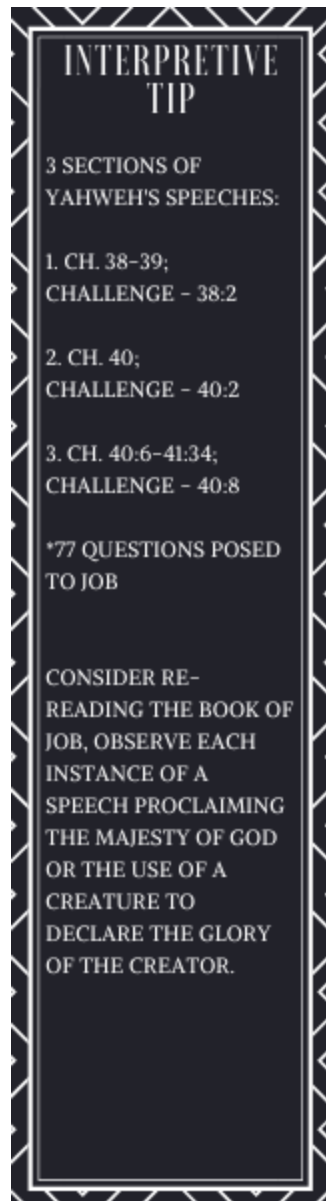 INTERPRETIVE
TIP
3 SECTIONS OF
YAHWEH'S SPEECHES:
1. CH. 38-39;
CHALLENGE - 38:2
2. CH. 40;
CHALLENGE - 40:2
3. CH. 40:6-41:34;
CHALLENGE - 40:8
*77 QUESTIONS POSED
TO JOB
CONSIDER RE-
READING THE BOOK OF
JOB, OBSERVE EACH
INSTANCE OF A
SPEECH PROCLAIMING
THE MAJESTY OF GOD
OR THE USE OF A
CREATURE TO
DECLARE THE GLORY
OF THE CREATOR.